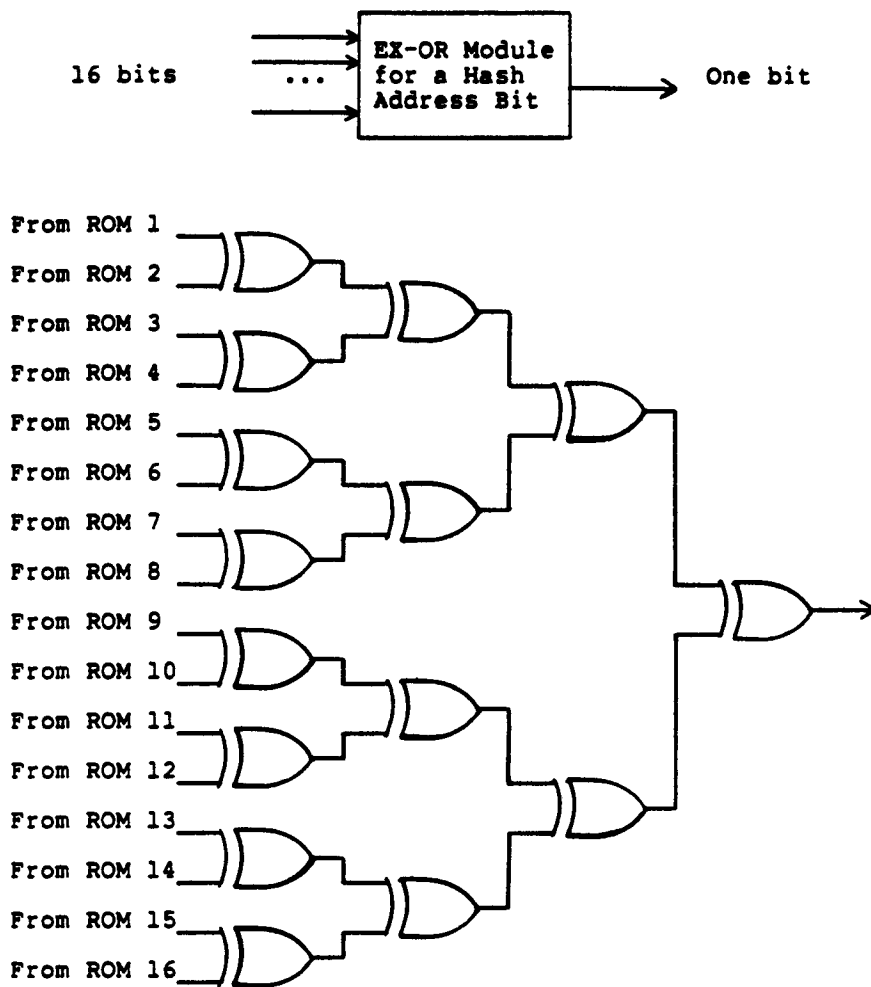 16 bits
...
EX-OR Module
for a Hash
Address Bit
One bit
From ROM 1
From ROM 2
From ROM 3
From ROM 4
From ROM 5
From ROM 6
From ROM 7
From ROM 8
From ROM 9
From ROM 10
From ROM 11
From ROM 12
From ROM 13
From ROM 14
From ROM 15
From ROM 16